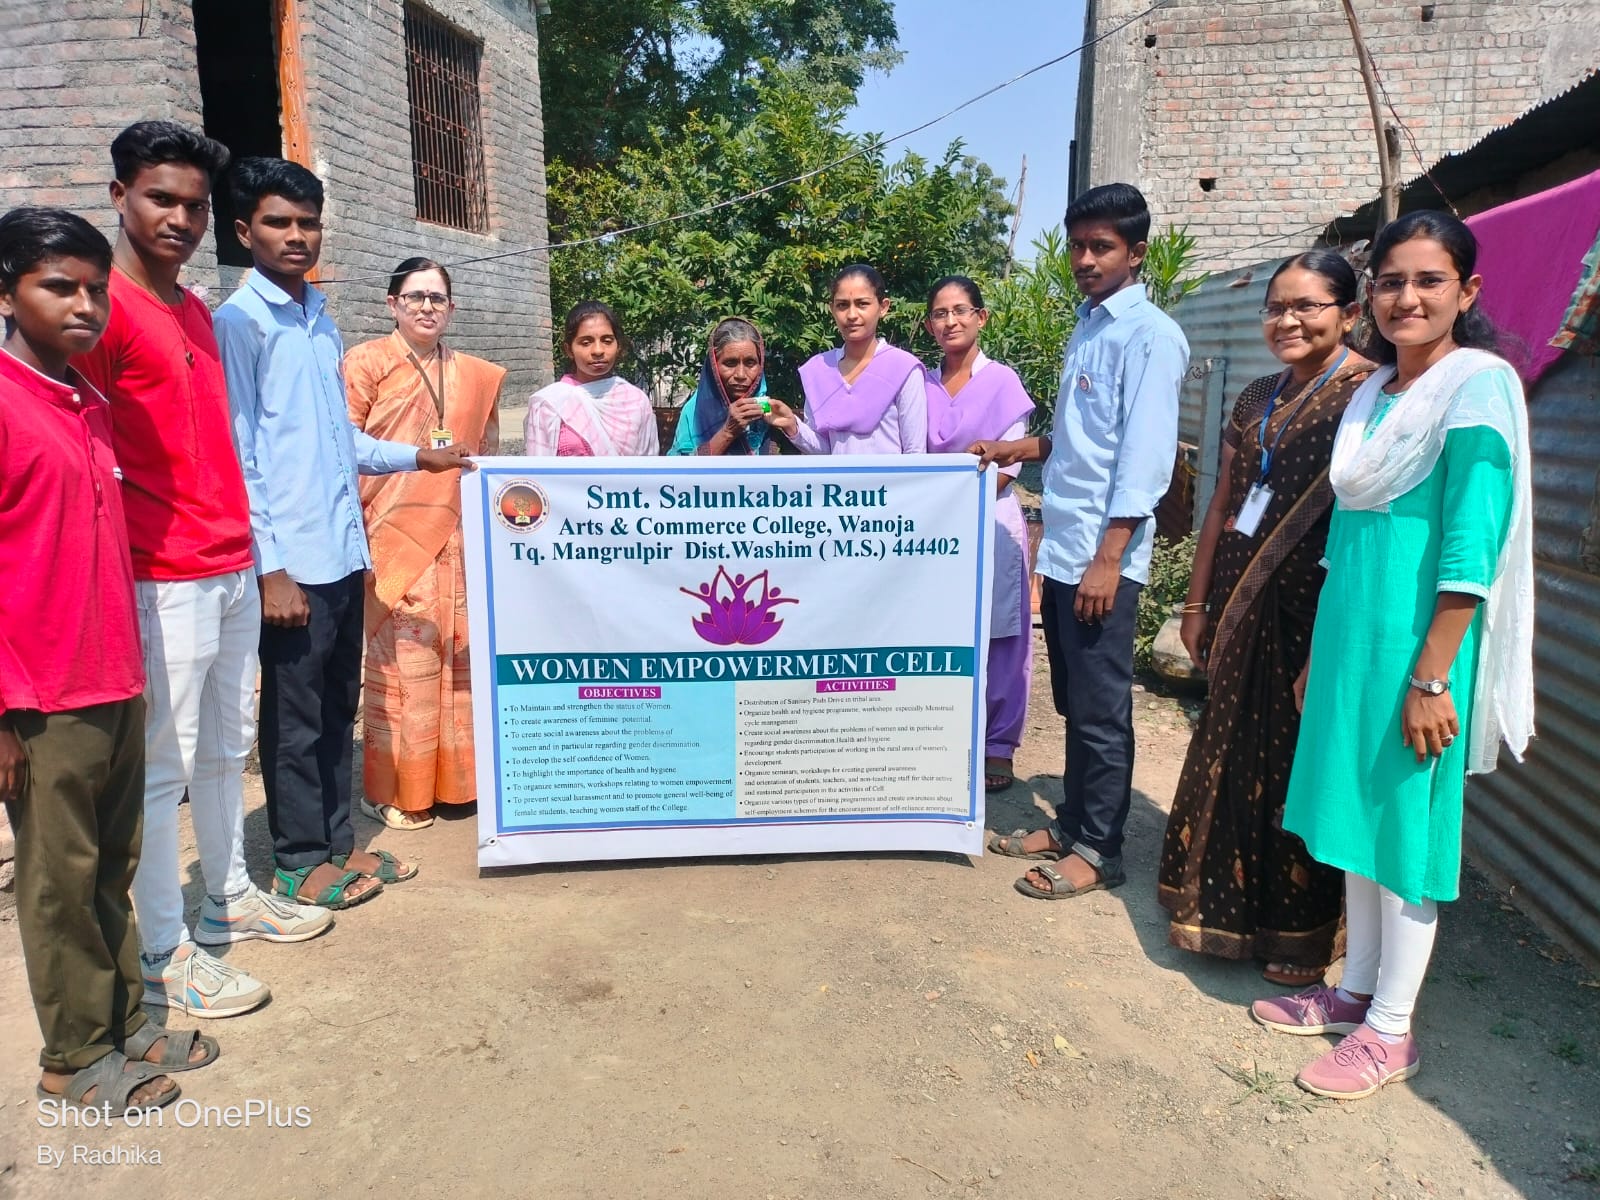 Smt. Salunkabai Raut
Arts & Commerce College, Wanoja
Tq. Mangrulpir Dist.Washim ( M.S.) 444402
WOMEN EMPOWERMENT CELL
OBJECTIVES
• To Maintain and strengthen the status of Women.
• To create awareness of feminine potential.
• To create social awareness about the problems of
women and in particular regarding gender discrimination.
• To develop the self confidence of Women.
• To highlight the importance of health and hygiene
• To organize seminars, workshops relating to women empowerment.
• To prevent sexual harassment and to promote general well-being of
female students, teaching women staff of the College.
ACTIVITIES
• Distribution of Sanitary Pads Drive in tribal area.
• Organize health and hygiene programme, workshops especially Menstrual
cycle management
• Create social awareness about the problems of women and in particular
regarding gender discrimination.Health and hygiene
• Encourage students participation of working in the rural area of women's
development.
• Organize seminars, workshops for creating general awareness
and orientation of students, teachers, and non-teaching staff for their active
and sustained participation in the activities of Cell
• Organize various types of training programmes and create awareness about
self-employment schemes for the encouragement of self-reliance among women.
Shot on OnePlus
By Radhika